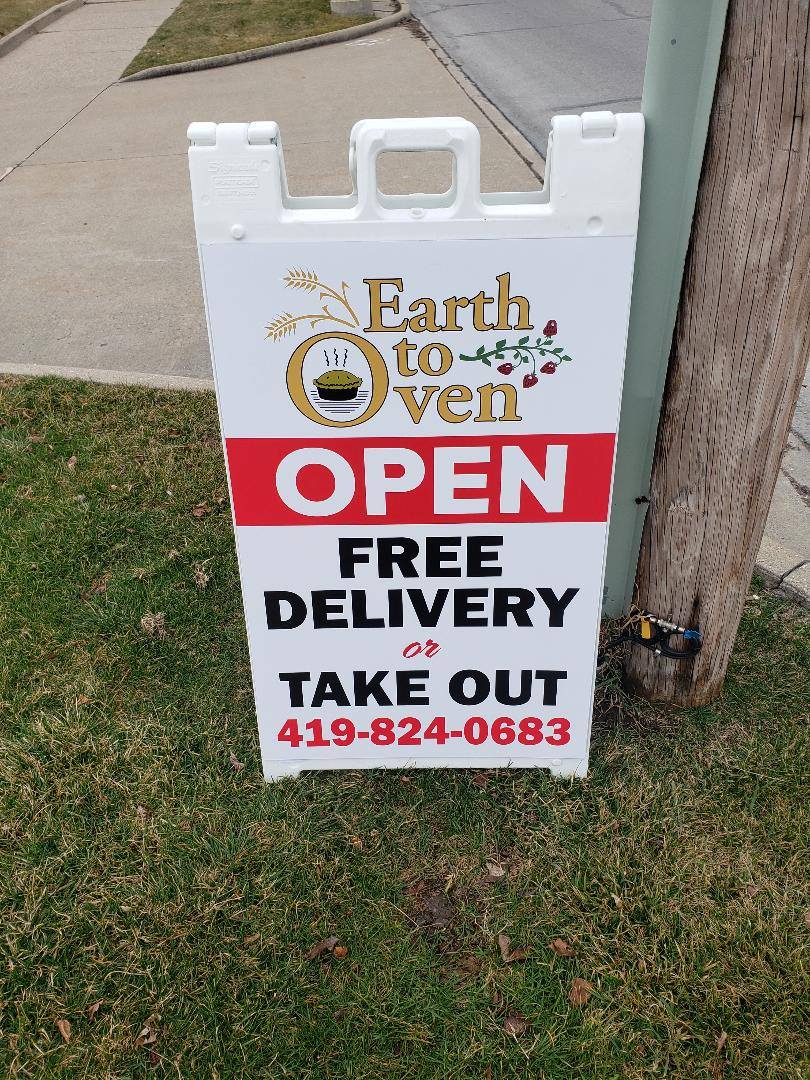 Earth
to
Oven
OPEN
FREE
DELIVERY
or
TAKE OUT
419-824-0683